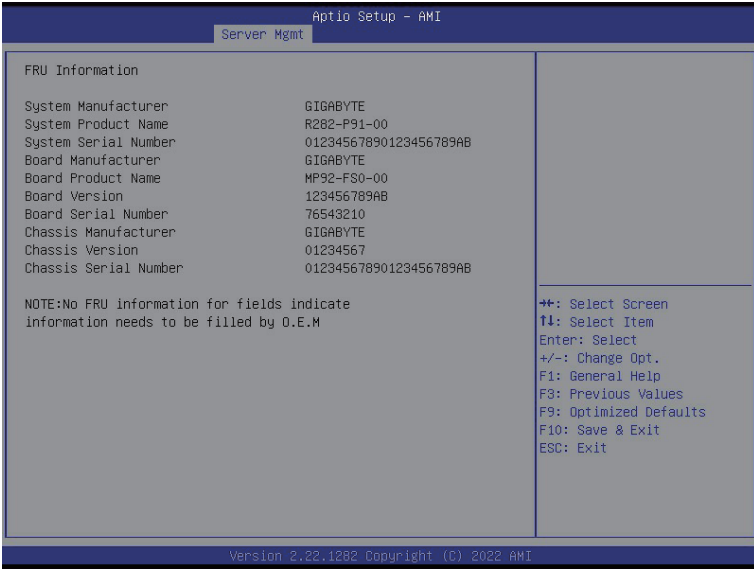 Aptio Setup – AMI
Server Mgmt
FRU Information
System Manufacturer GIGABYTE
System Product Name R282-P91-00
System Serial Number 01234567890123456789AB
Board Manufacturer GIGABYTE
Board Product Name MP92-FS0-00
Board Version 123456789AB
Board Serial Number 76543210
Chassis Manufacturer GIGABYTE
Chassis Version 01234567
Chassis Serial Number 01234567890123456789AB
NOTE:No FRU information for fields indicate
information needs to be filled by O.E.M
→←: Select Screen
↑↓: Select Item
Enter: Select
+/-: Change Opt.
F1: General Help
F3: Previous Values
F9: Optimized Defaults
F10: Save & Exit
ESC: Exit
Version 2.22.1282 Copyright (C) 2022 AMI